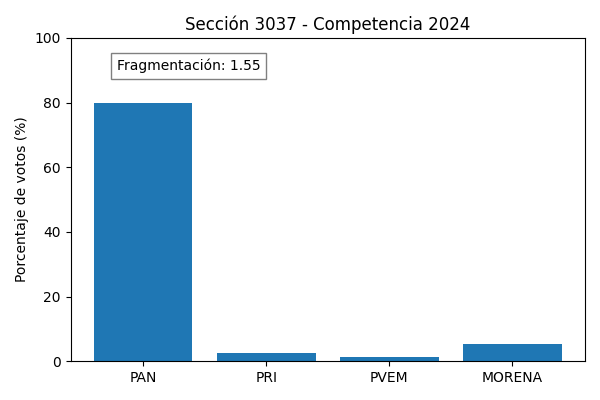 Sección 3037 - Competencia 2024
Fragmentación: 1.55
Porcentaje de votos (%)
100
80
60
40
20
0
PAN PRI PVEM MORENA